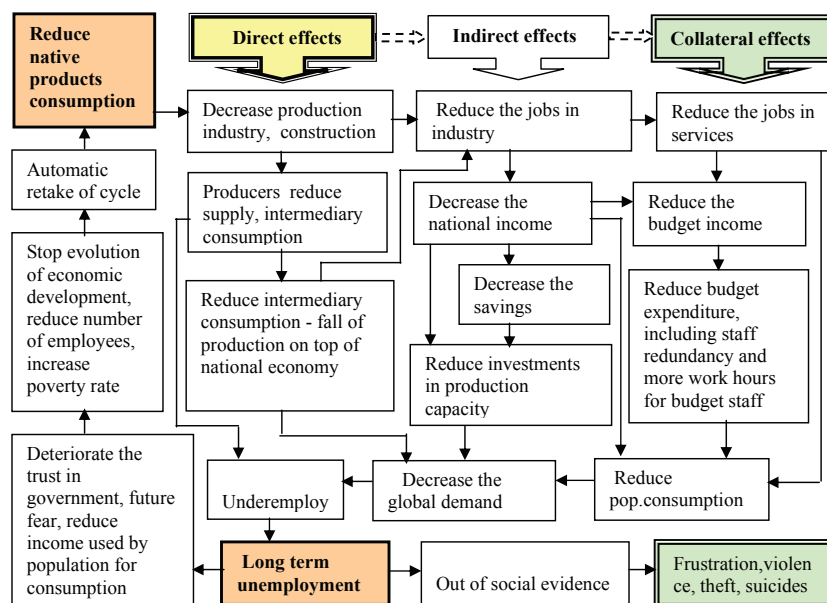 Reduce
native
products
consumption
Direct effects
Indirect effects
Collateral effects
Decrease production
industry,  construction
Reduce the jobs in
industry
Reduce the jobs in
services
Automatic
retake of cycle
Producers  reduce
supply, intermediary
consumption
Decrease the
national income
Reduce the
budget income
Stop evolution
of economic
development,
reduce number
of employees,
increase
poverty rate
Reduce intermediary
consumption - fall of
production on top of
national economy
Decrease the
savings
Reduce budget
expenditure,
including staff
redundancy and
more work hours
for budget staff
Reduce investments
in production
capacity
Deteriorate the
trust in
government, future
fear, reduce
income used by
population for
consumption
Underemploy
Decrease the
global demand
Reduce
pop.consumption
Long term
unemployment
Out of social evidence
Frustration,violen
ce, theft, suicides